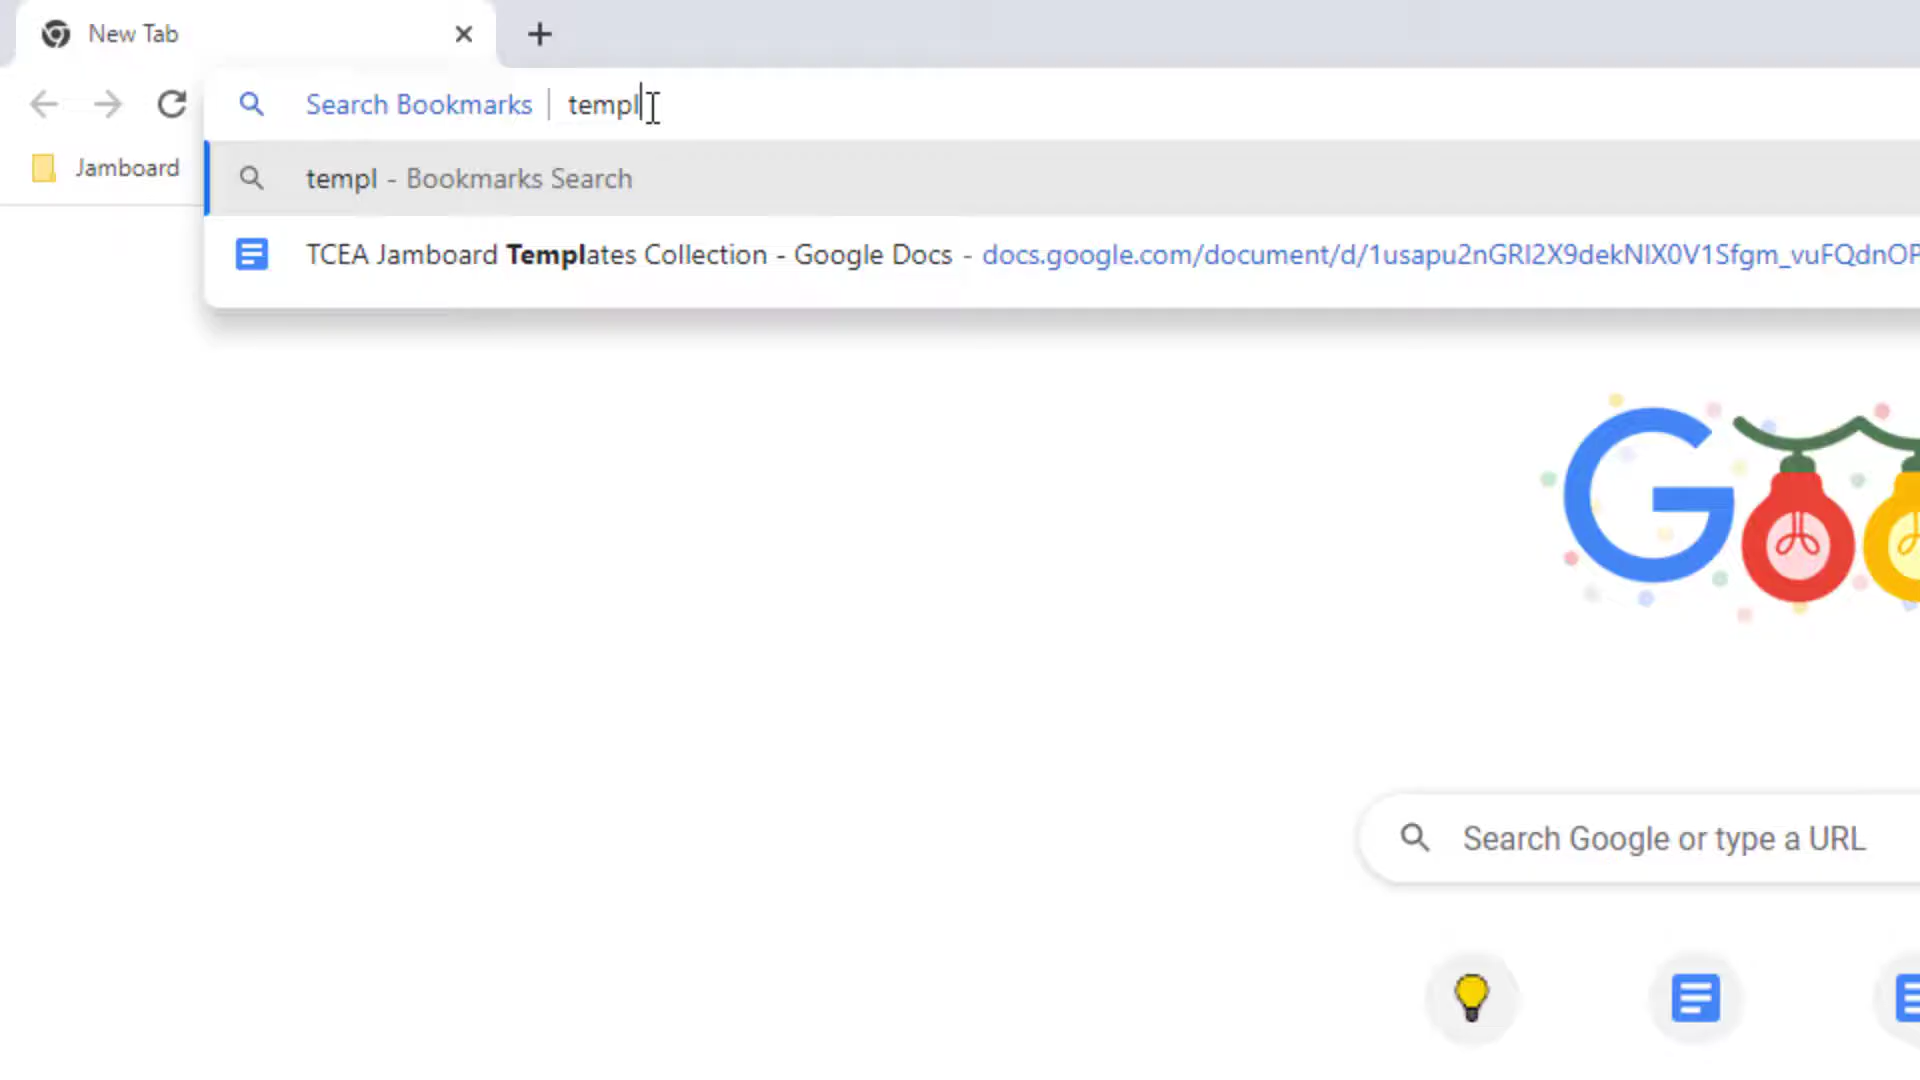 New Tab
Search Bookmarks | templ
Jamboard
templ - Bookmarks Search
TCEA Jamboard Templates Collection - Google Docs - docs.google.com/document/d/1usapu2nGRI2X9dekNIX0V1Sfgm_vuFQdnOP
Search Google or type a URL